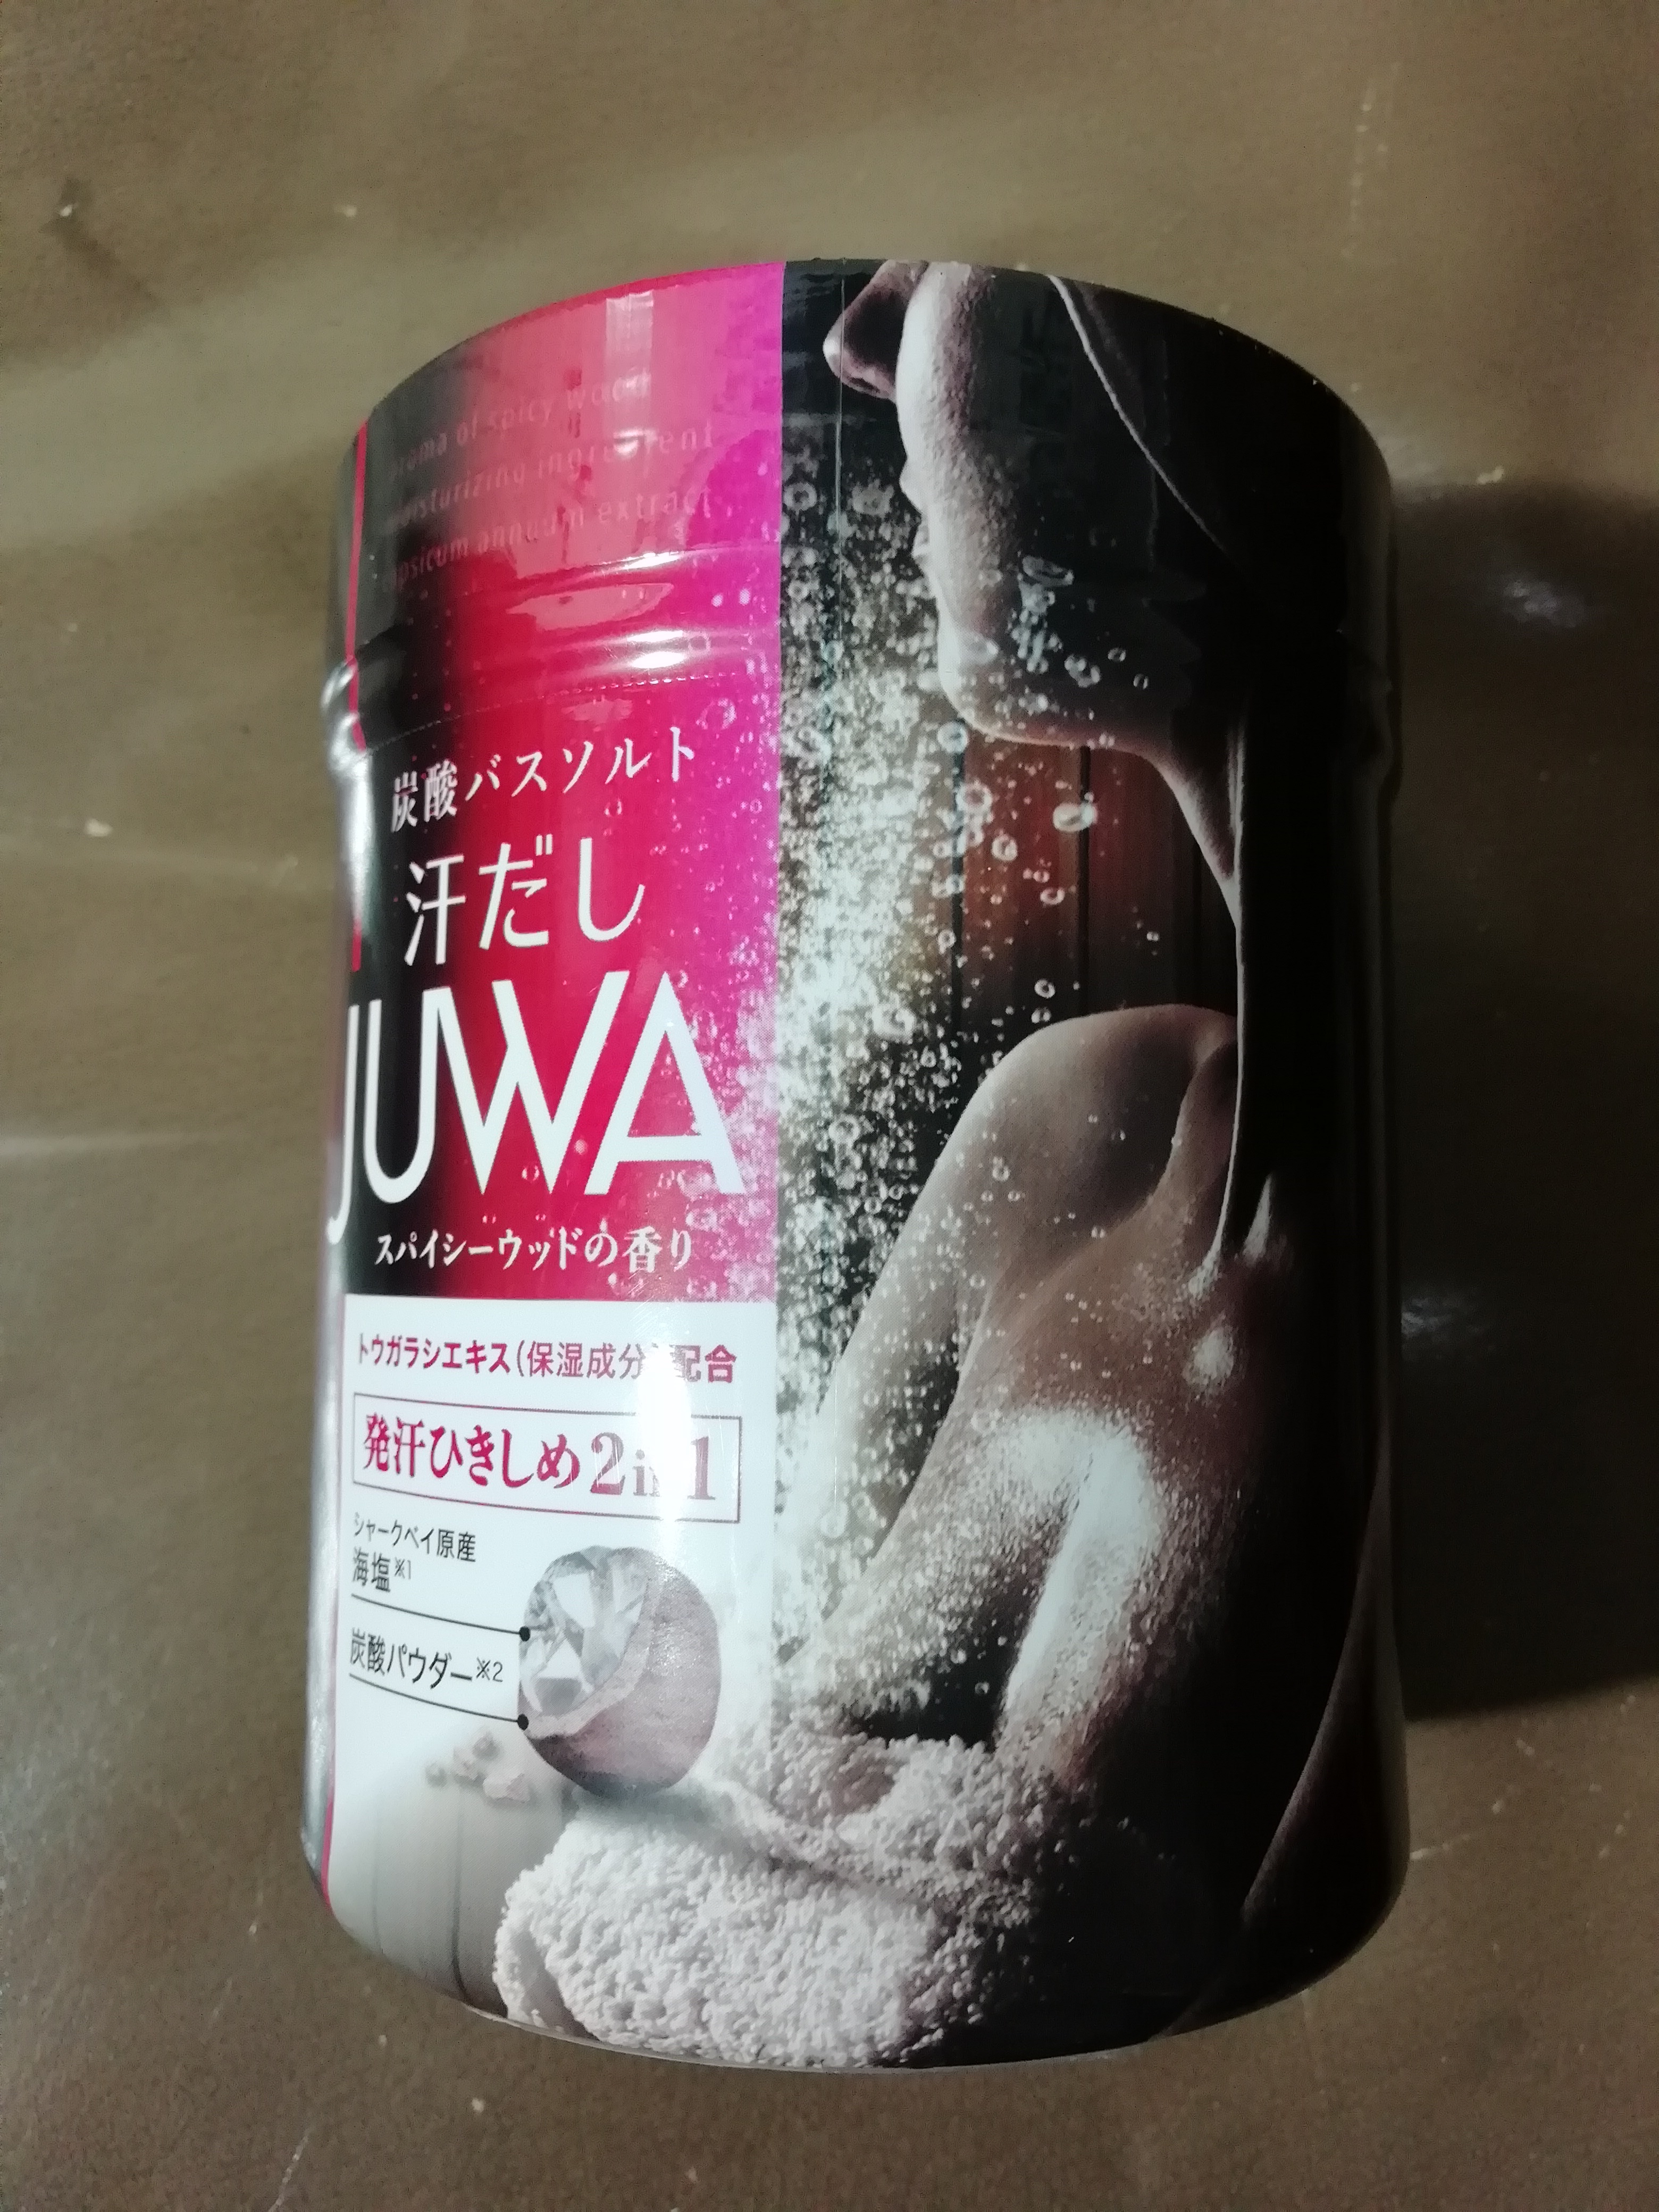 aroma of spicy wood
moisturizing ingredient
capsicum annuum extract
炭酸バスソルト
汗だし
JUWA
スパイシーウッドの香り
トウガラシエキス(保湿成分)配合
発汗ひきしめ2in1
シャークベイ原産
海塩※1
炭酸パウダー※2